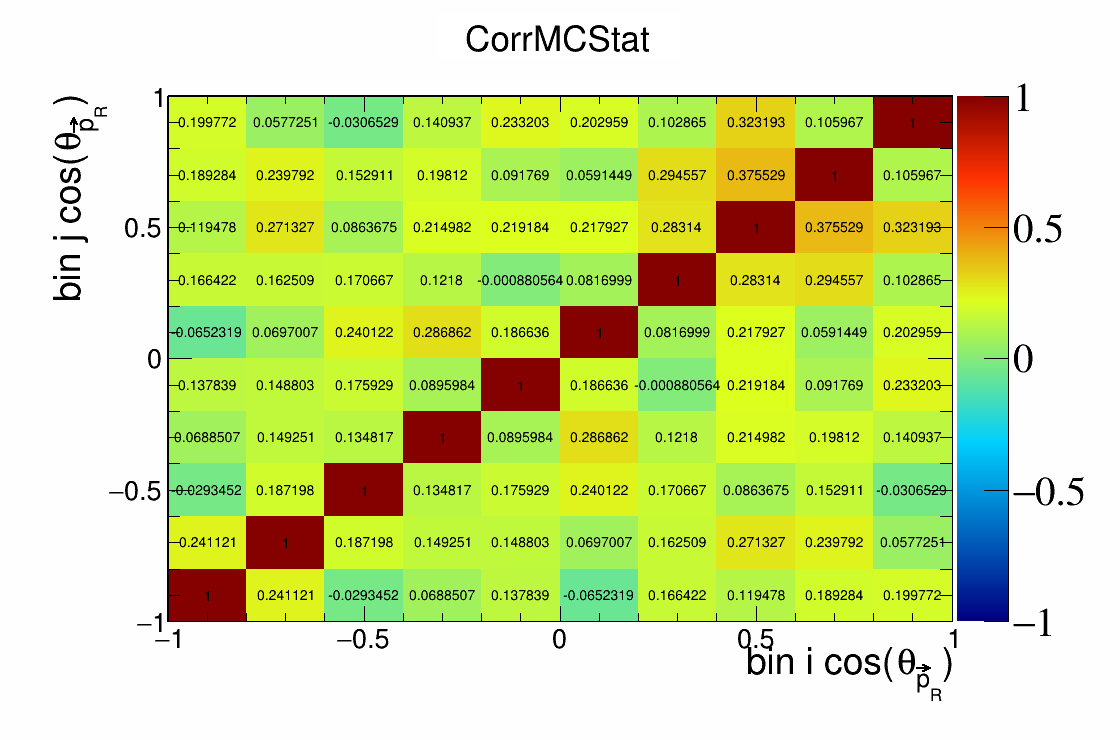 CorrMCStat
bin j cos(θ_{\vec{p}_R})
1 0.199772 0.0577251 -0.0306529 0.140937 0.233203 0.202959 0.102865 0.323193 0.105967 1 1
0.189284 0.239792 0.152911 0.19812 0.091769 0.0591449 0.294557 0.375529 1 0.105967
0.5 0.119478 0.271327 0.0863675 0.214982 0.219184 0.217927 0.28314 1 0.375529 0.323193 0.5
0.166422 0.162509 0.170667 0.1218 -0.000880564 0.0816999 1 0.28314 0.294557 0.102865
0 -0.0652319 0.0697007 0.240122 0.286862 0.186636 1 0.0816999 0.217927 0.0591449 0.202959 0
0.137839 0.148803 0.175929 0.0895984 1 0.186636 -0.000880564 0.219184 0.091769 0.233203
0.0688507 0.149251 0.134817 1 0.0895984 0.286862 0.1218 0.214982 0.19812 0.140937
−0.5 -0.0293452 0.187198 1 0.134817 0.175929 0.240122 0.170667 0.0863675 0.152911 -0.0306529 −0.5
0.241121 1 0.187198 0.149251 0.148803 0.0697007 0.162509 0.271327 0.239792 0.0577251
−1 1 0.241121 -0.0293452 0.0688507 0.137839 -0.0652319 0.166422 0.119478 0.189284 0.199772 −1
−1 −0.5 0 0.5 1
bin i cos(θ_{\vec{p}_R})